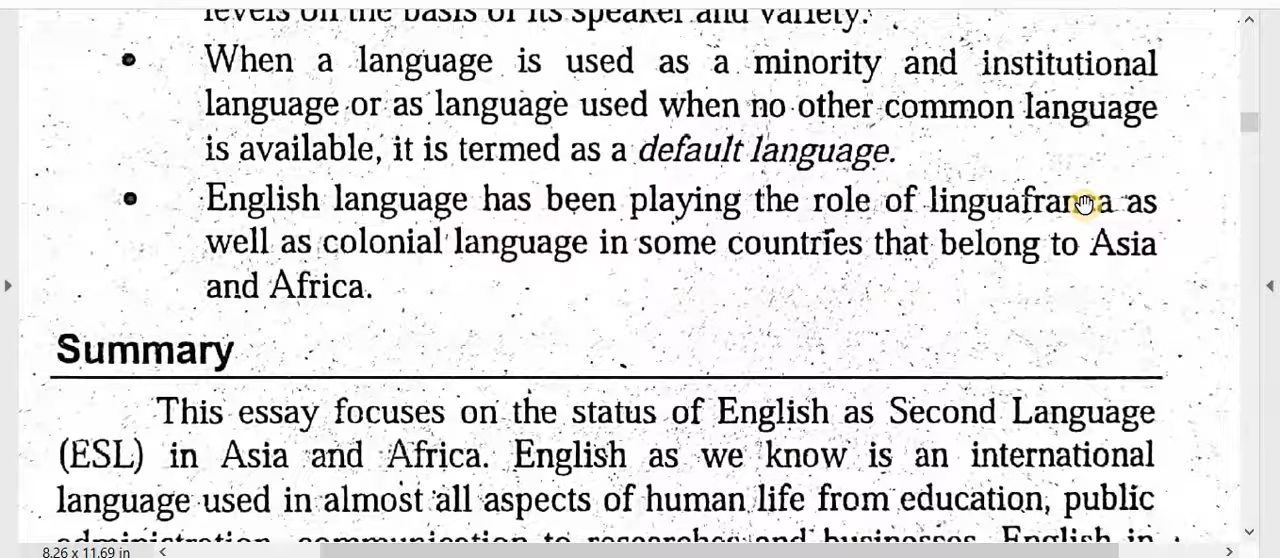 levels on the basis of its speaker and variety.
• When a language is used as a minority and institutional
language or as language used when no other common language
is available, it is termed as a default language.
• English language has been playing the role of linguafranca as
well as colonial language in some countries that belong to Asia
and Africa.
Summary
This essay focuses on the status of English as Second Language
(ESL) in Asia and Africa. English as we know is an international
language used in almost all aspects of human life from education, public
administration, communication to researches and businesses. English in
8.26 x 11.69 in